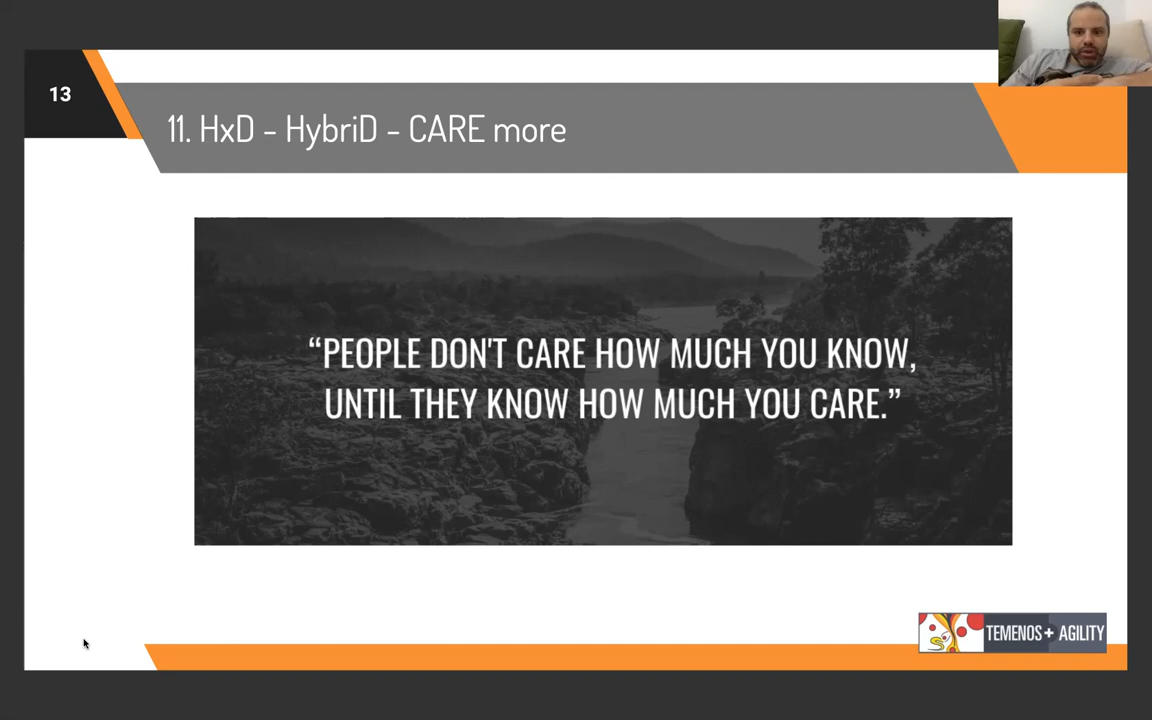 13
11. HxD - HybriD - CARE more
“PEOPLE DON'T CARE HOW MUCH YOU KNOW,
UNTIL THEY KNOW HOW MUCH YOU CARE.”
TEMENOS+ AGILITY